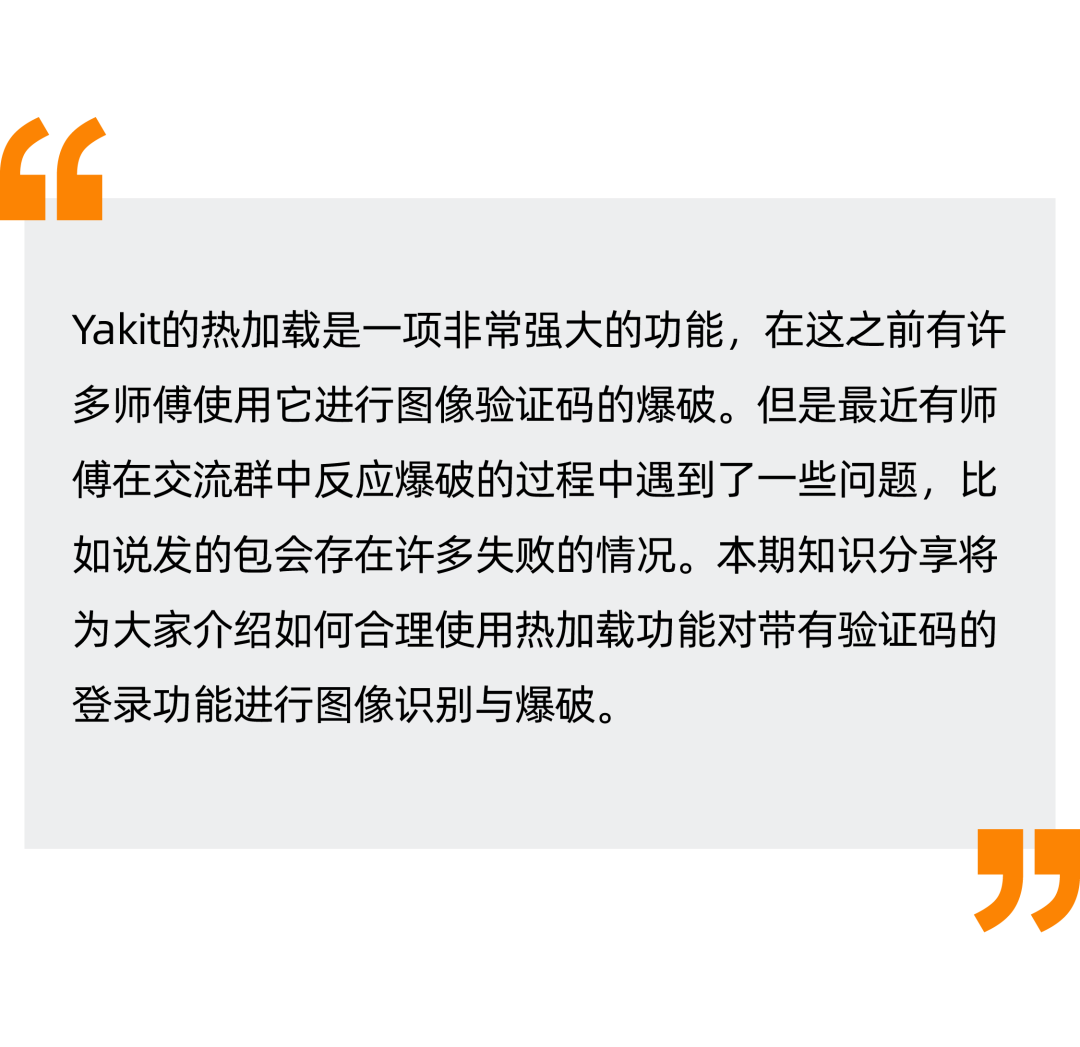 “
Yakit的热加载是一项非常强大的功能，在这之前有许
多师傅使用它进行图像验证码的爆破。但是最近有师
傅在交流群中反应爆破的过程中遇到了一些问题，比
如说发的包会存在许多失败的情况。本期知识分享将
为大家介绍如何合理使用热加载功能对带有验证码的
登录功能进行图像识别与爆破。
”